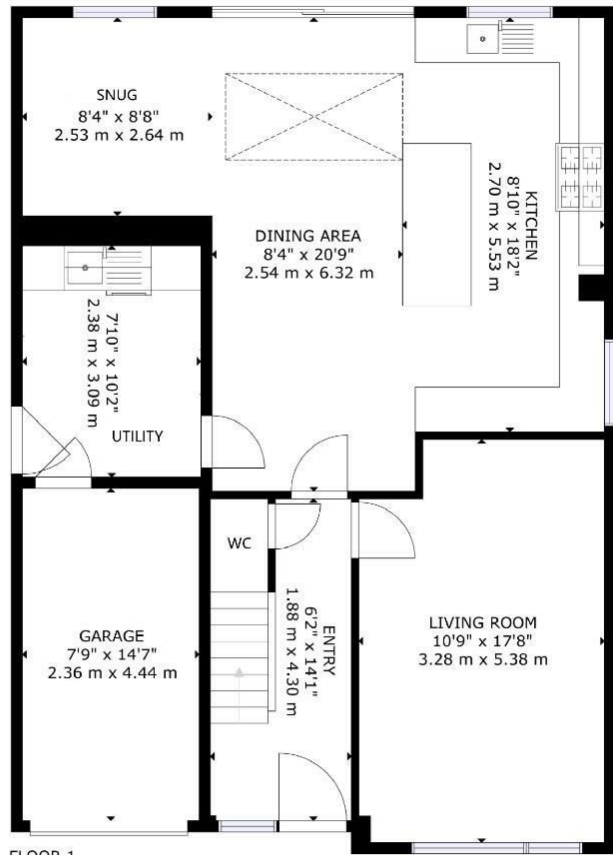 SNUG
8'4" x 8'8"
2.53 m x 2.64 m
DINING AREA
8'4" x 20'9"
2.54 m x 6.32 m
KITCHEN
8'10" x 18'2"
2.70 m x 5.53 m
7'10" x 10'2"
2.38 m x 3.09 m
UTILITY
WC
GARAGE
7'9" x 14'7"
2.36 m x 4.44 m
ENTRY
6'2" x 14'1"
1.88 m x 4.30 m
LIVING ROOM
10'9" x 17'8"
3.28 m x 5.38 m
FLOOR 1